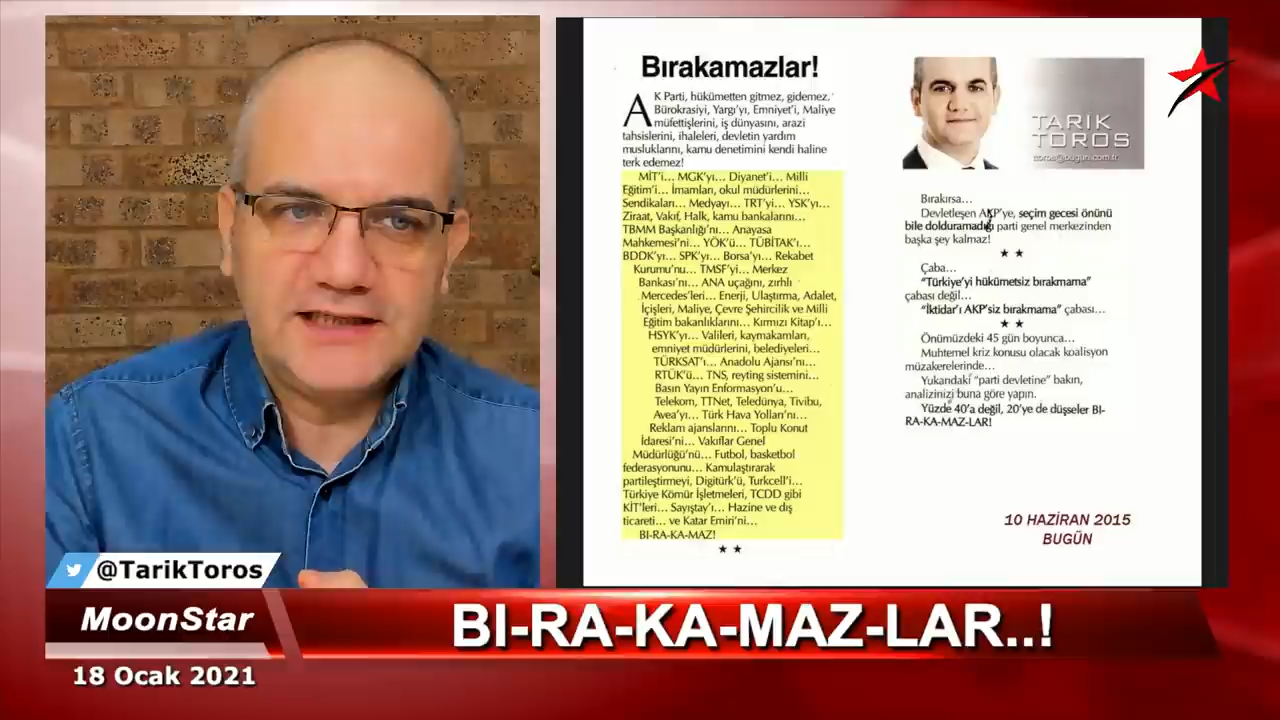 Bırakamazlar!
AK Parti, hükümetten gitmez, gidemez.
Bürokrasiyi, Yargı'yı, Emniyet'i, Maliye
müfettişlerini, iş dünyasını, arazi
tahsislerini, ihaleleri, devletin yardım
musluklarını, kamu denetimini kendi haline
terk edemez!
MİT'i... MGK'yı... Diyanet'i... Milli
Eğitim'i... İmamları, okul müdürlerini...
Sendikaları... Medyayı... TRT'yi... YSK'yı...
Ziraat, Vakıf, Halk, kamu bankalarını...
TBMM Başkanlığı'nı... Anayasa
Mahkemesi'ni... YÖK'ü... TÜBİTAK'ı...
BDDK'yı... SPK'yı... Borsa'yı... Rekabet
Kurumu'nu... TMSF'yi... Merkez
Bankası'nı... ANA uçağını, zırhlı
Mercedes'leri... Enerji, Ulaştırma, Adalet,
İçişleri, Maliye, Çevre Şehircilik ve Milli
Eğitim bakanlıklarını... Kırmızı Kitap'ı...
HSYK'yı... Valileri, kaymakamları,
emniyet müdürlerini, belediyeleri...
TÜRKSAT'ı... Anadolu Ajansı'nı...
RTÜK'ü... TNS, reyting sistemini...
Basın Yayın Enformasyon'u...
Telekom, TTNet, Teledünya, Tivibu,
Avea'yı... Türk Hava Yolları'nı...
Reklam ajanslarını... Toplu Konut
İdaresi'ni... Vakıflar Genel
Müdürlüğü'nü... Futbol, basketbol
federasyonunu... Kamulaştırarak
partileştirmeyi, Digitürk'ü, Turkcell'i...
Türkiye Kömür İşletmeleri, TCDD gibi
KİT'leri... Sayıştay'ı... Hazine ve dış
ticareti... ve Katar Emiri'ni...
BI-RA-KA-MAZ!
★ ★
TARIK
TOROS
toros@bugun.com.tr
Bırakırsa...
Devletleşen AKP'ye, seçim gecesi önünü
bile dolduramadığı parti genel merkezinden
başka şey kalmaz!
★ ★
Çaba...
"Türkiye'yi hükümetsiz bırakmama"
çabası değil...
"İktidar'ı AKP'siz bırakmama" çabası...
★ ★
Önümüzdeki 45 gün boyunca...
Muhtemel kriz konusu olacak koalisyon
müzakerelerinde...
Yukarıdaki "parti devletine" bakın,
analizinizi buna göre yapın.
Yüzde 40'a değil, 20'ye de düşseler BI-
RA-KA-MAZ-LAR!
10 HAZİRAN 2015
BUGÜN
@TarikToros
MoonStar
BI-RA-KA-MAZ-LAR..!
18 Ocak 2021